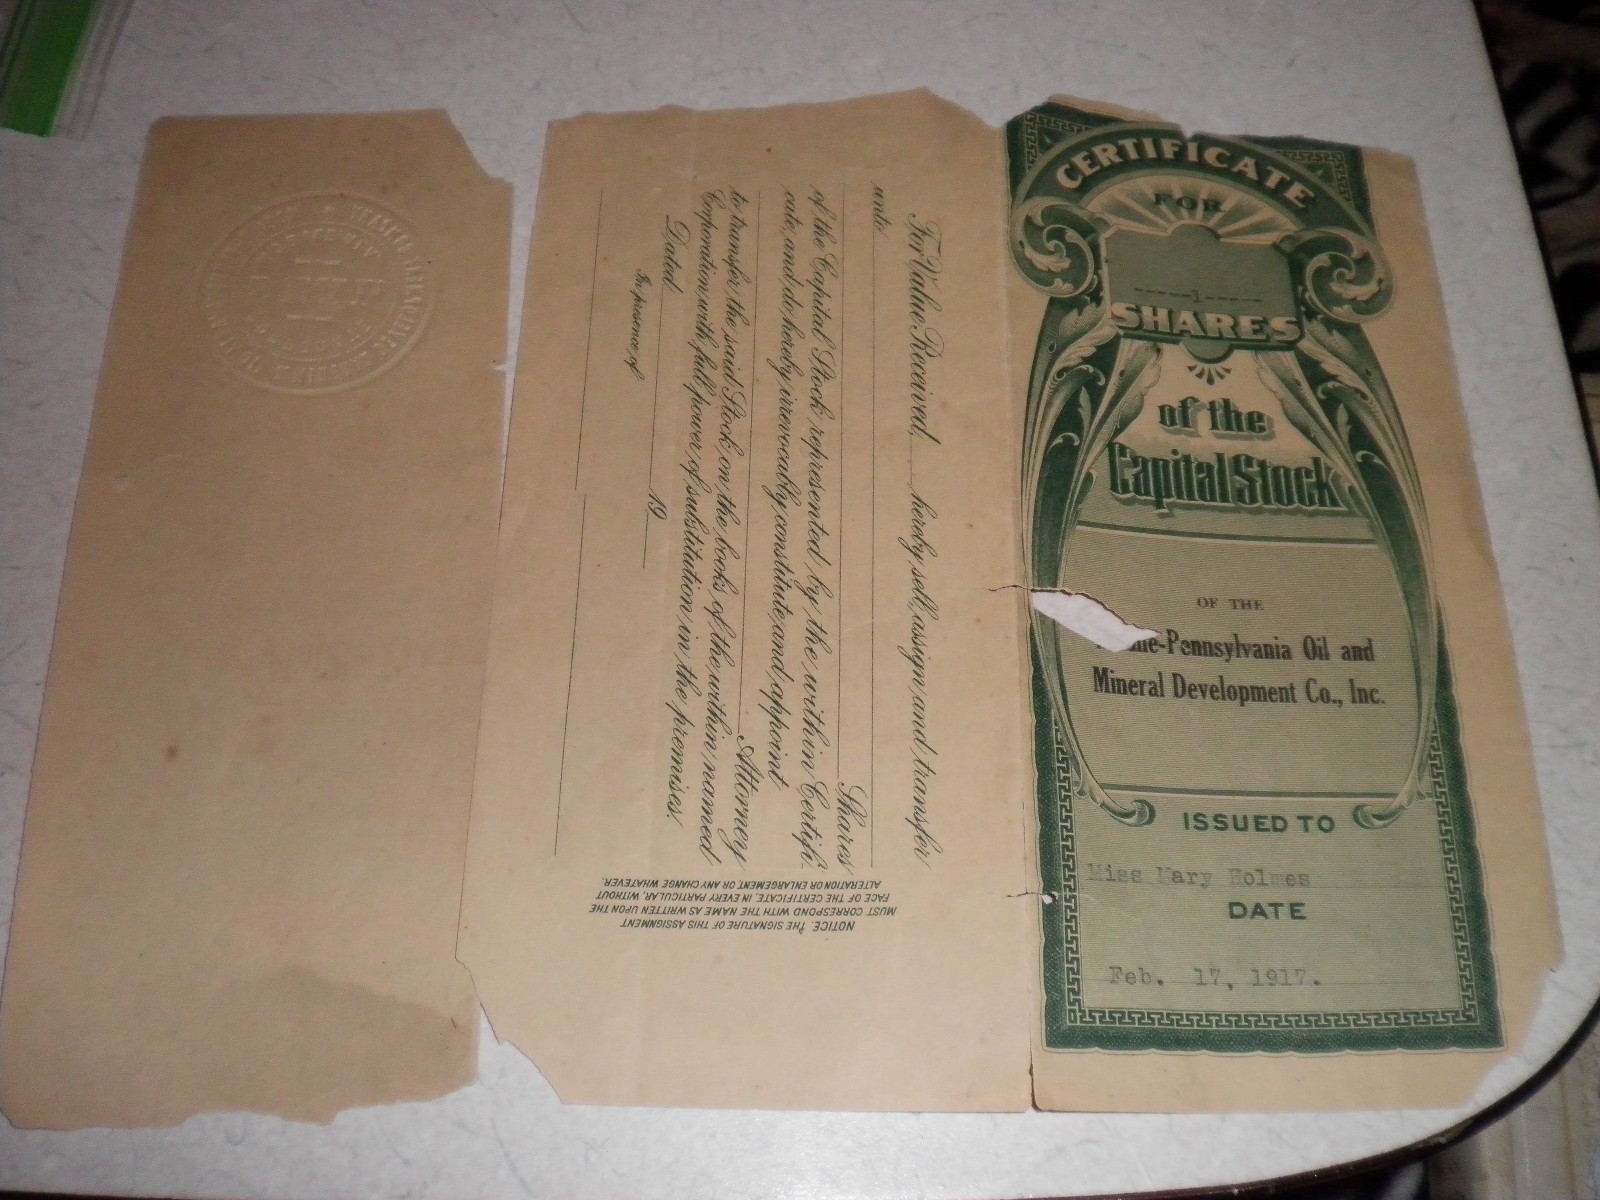 CERTIFICATE
FOR
-----1-----
SHARES
of the
Capital Stock
OF THE
-Pennsylvania Oil and
Mineral Development Co., Inc.
ISSUED TO
Miss Mary Holmes
DATE
Feb. 17, 1917.
For Value Received, hereby sell, assign, and transfer
unto
Shares
of the Capital Stock represented by the within Certifi-
cate, and do hereby irrevocably constitute and appoint
Attorney
to transfer the said Stock on the books of the within named
Corporation with full power of substitution in the premises.
Dated 19
In presence of
NOTICE. THE SIGNATURE OF THIS ASSIGNMENT
MUST CORRESPOND WITH THE NAME AS WRITTEN UPON THE
FACE OF THE CERTIFICATE, IN EVERY PARTICULAR, WITHOUT
ALTERATION OR ENLARGEMENT, OR ANY CHANGE WHATEVER.